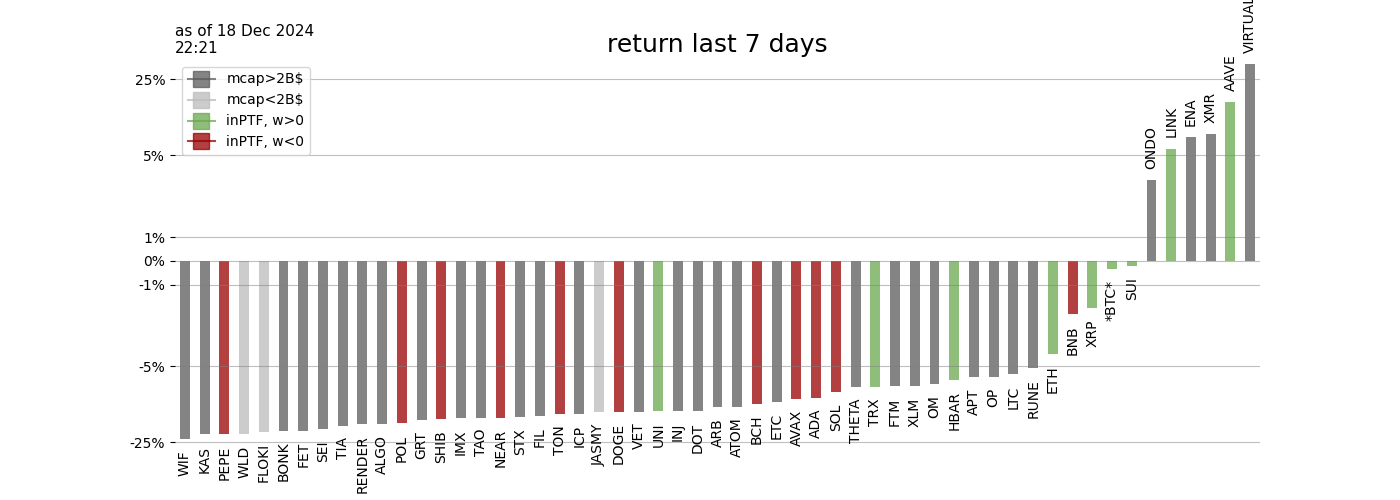 as of 18 Dec 2024
22:21
return last 7 days
mcap>2B$
mcap<2B$
inPTF, w>0
inPTF, w<0
25%
5%
1%
0%
-1%
-5%
-25%
WIF
KAS
PEPE
WLD
FLOKI
BONK
FET
SEI
TIA
RENDER
ALGO
POL
GRT
SHIB
IMX
TAO
NEAR
STX
FIL
TON
ICP
JASMY
DOGE
VET
UNI
INJ
DOT
ARB
ATOM
BCH
ETC
AVAX
ADA
SOL
THETA
TRX
FTM
XLM
OM
HBAR
APT
OP
LTC
RUNE
ETH
BNB
XRP
*BTC*
SUI
ONDO
LINK
ENA
XMR
AAVE
VIRTUAL